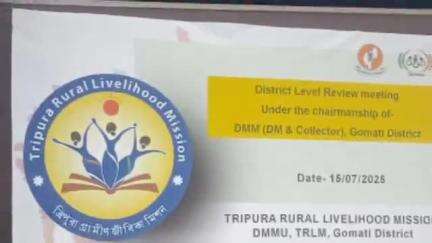 Tripura Rural Livelihood Mission
ত্রিপুরা গ্রামীণ জীবিকা মিশন
District Level Review meeting
Under the chairmanship of-
DMM (DM & Collector), Gomati District
Date- 15/07/2025
TRIPURA RURAL LIVELIHOOD MISSIO
DMMU, TRLM, Gomati District